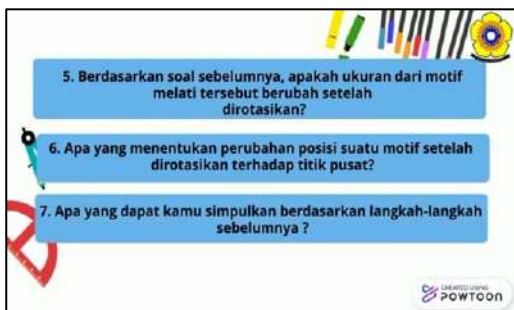 5. Berdasarkan soal sebelumnya, apakah ukuran dari motif
melati tersebut berubah setelah
dirotasikan?
6. Apa yang menentukan perubahan posisi suatu motif setelah
dirotasikan terhadap titik pusat?
7. Apa yang dapat kamu simpulkan berdasarkan langkah-langkah
sebelumnya ?
CREATED USING
POWTOON